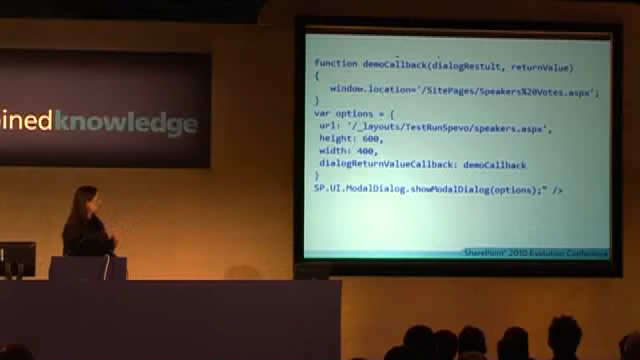 inedknowledge
function demoCallback(dialogRestult, returnValue)
{
window.location='/SitePages/Speakers%20Votes.aspx';
}
var options = {
url: '/_layouts/TestRunSpevo/speakers.aspx',
height: 600,
width: 400,
dialogReturnValueCallback: demoCallback
}
SP.UI.ModalDialog.showModalDialog(options);" />
SharePoint 2010 Evolution Conference